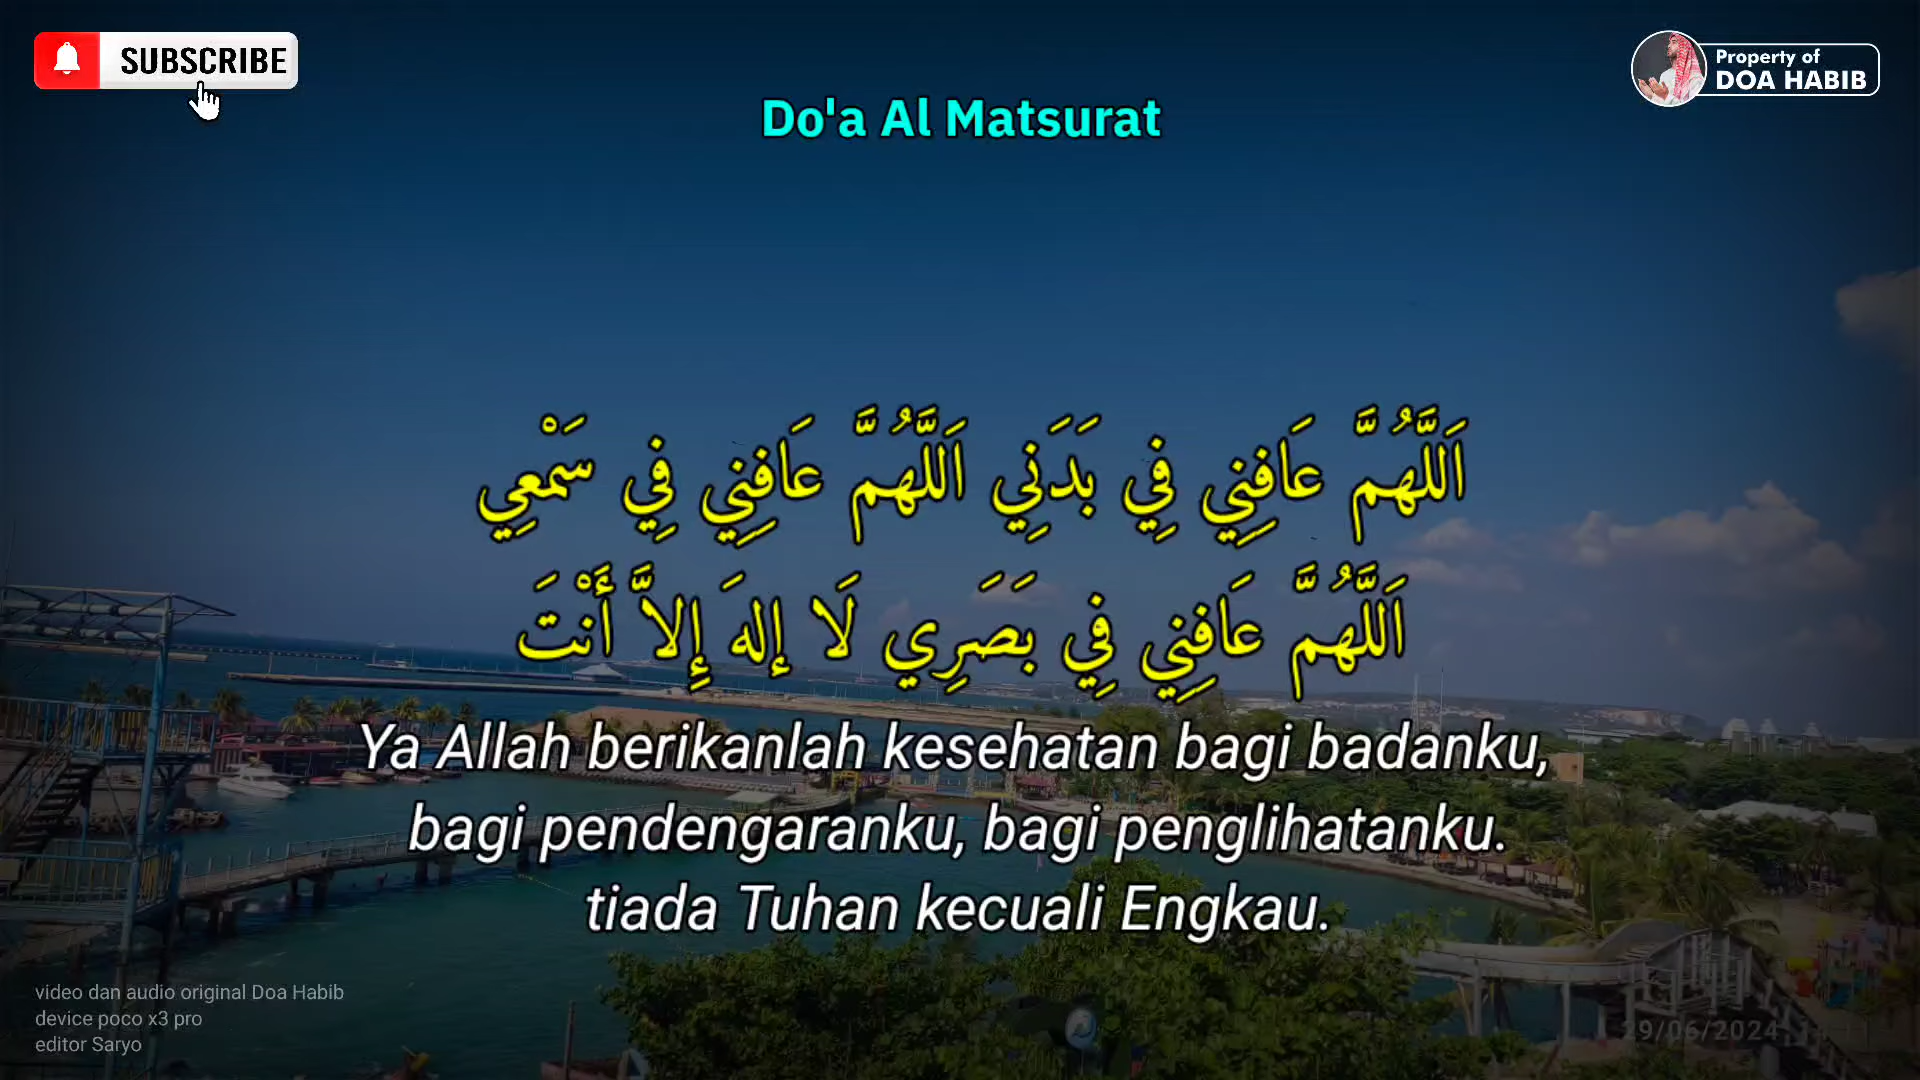 SUBSCRIBE
Property of
DOA HABIB
Do'a Al Matsurat
اَللَّهُمَّ عَافِنِي فِي بَدَنِي اَللَّهُمَّ عَافِنِي فِي سَمْعِي
اَللَّهُمَّ عَافِنِي فِي بَصَرِي لَا إلهَ إِلاَّ أَنْتَ
Ya Allah berikanlah kesehatan bagi badanku,
bagi pendengaranku, bagi penglihatanku.
tiada Tuhan kecuali Engkau.
video dan audio original Doa Habib
device poco x3 pro
editor Saryo
29/06/2024